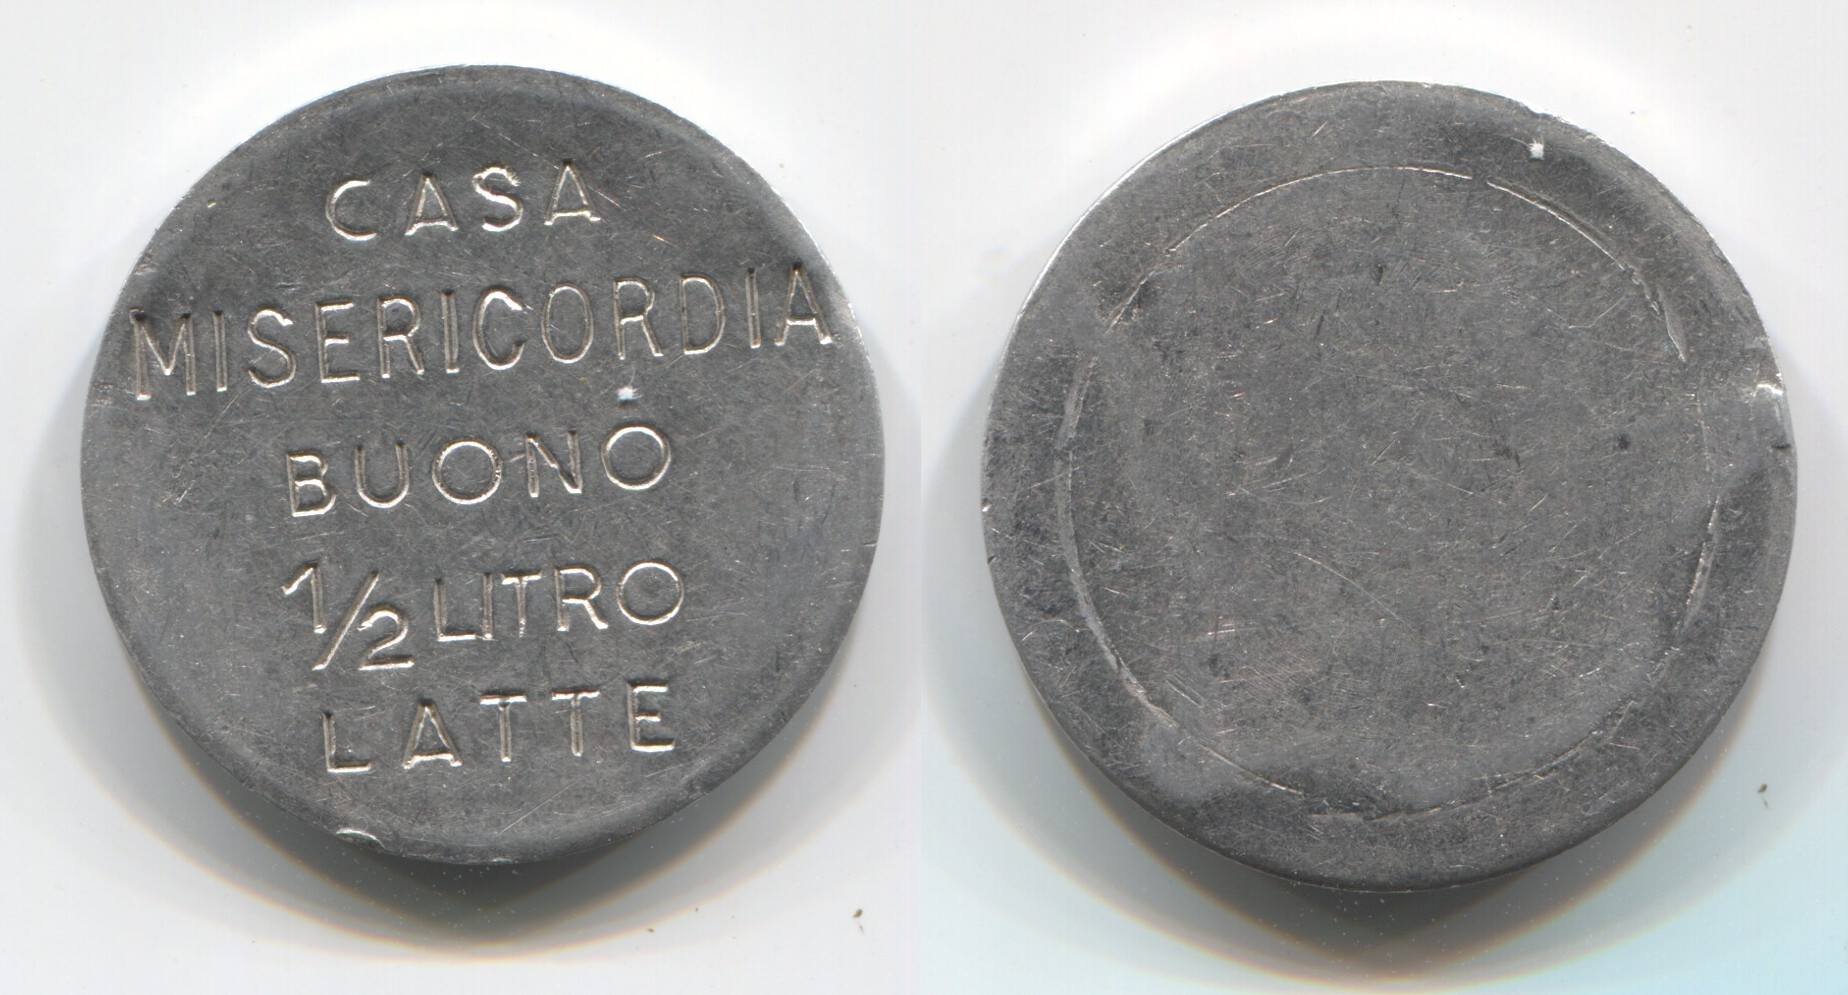 CASA
MISERICORDIA
BUONO
1/2 LITRO
LATTE